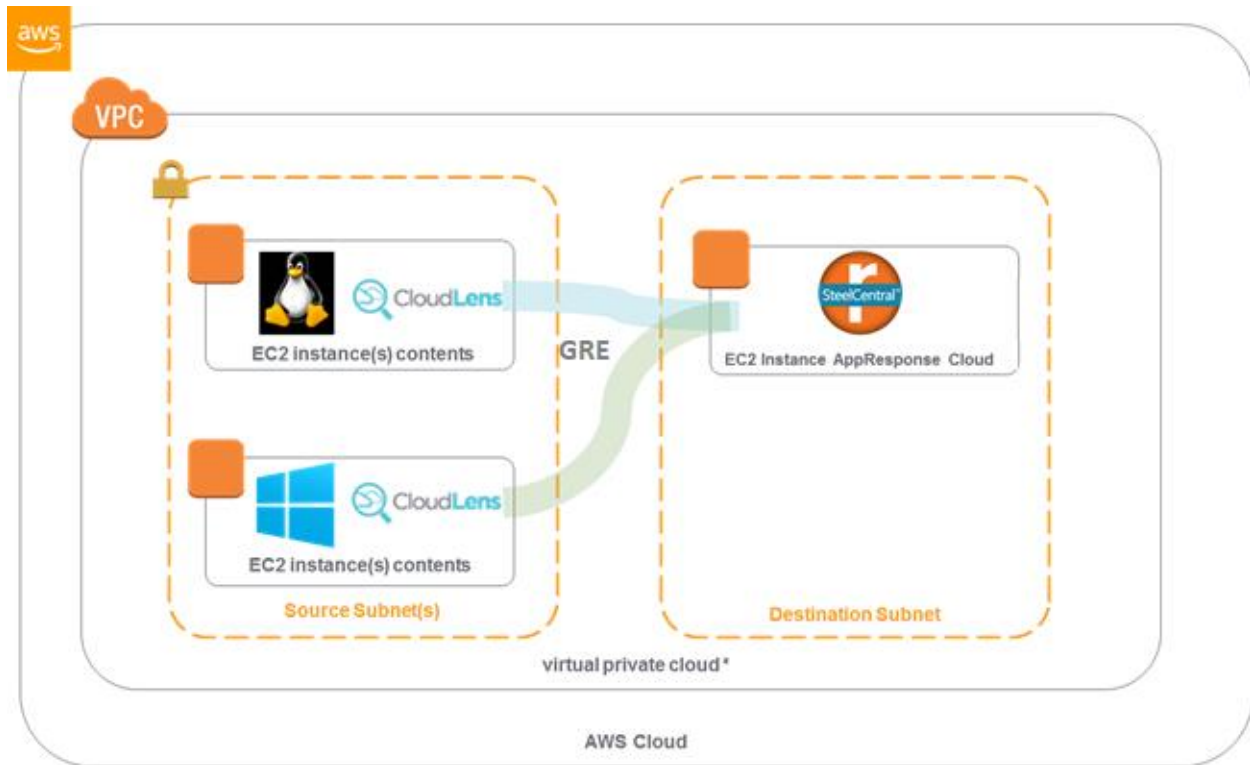 aws
VPC
CloudLens
EC2 instance(s) contents
GRE
r
SteelCentral™
EC2 Instance AppResponse Cloud
CloudLens
EC2 instance(s) contents
Source Subnet(s)
Destination Subnet
virtual private cloud*
AWS Cloud